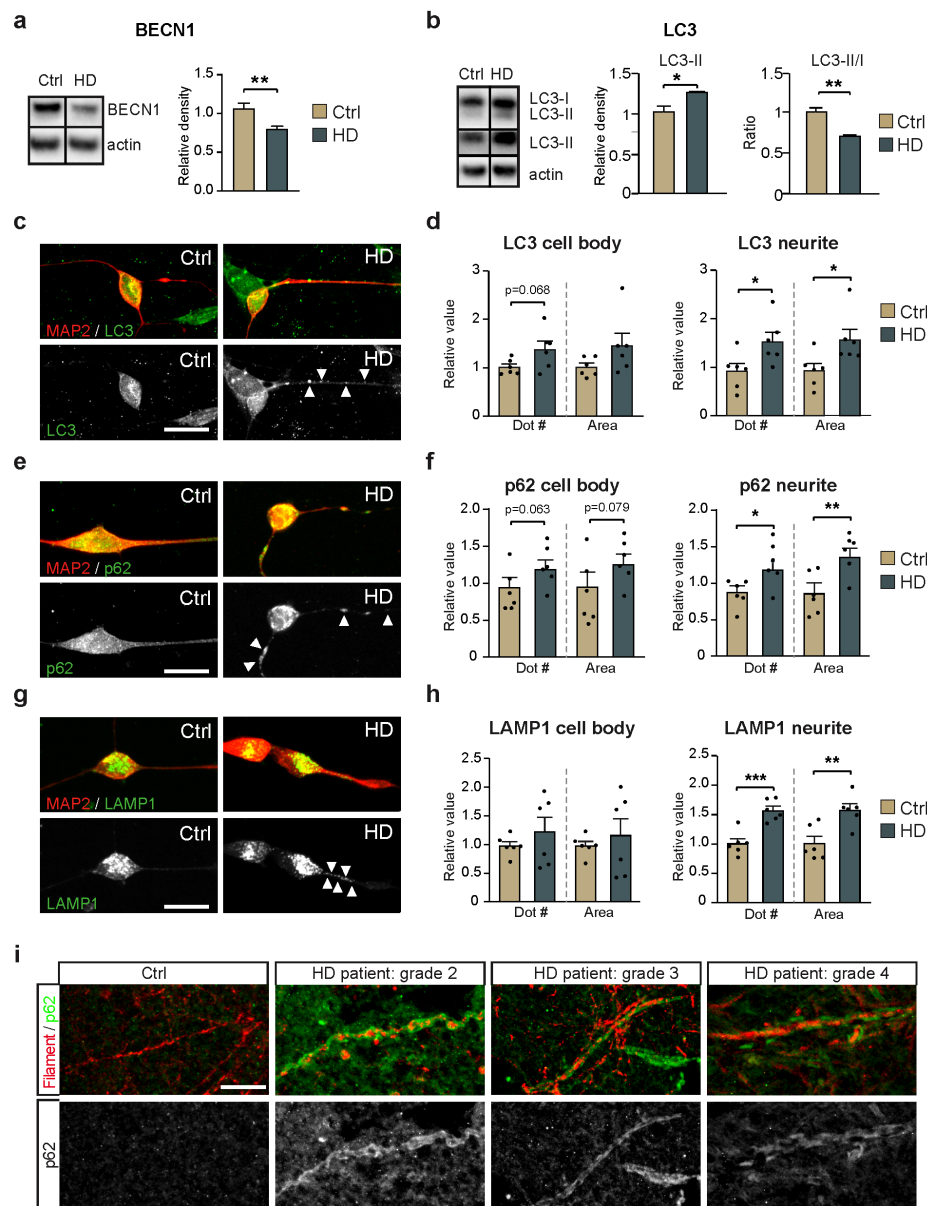 a
BECN1
Ctrl HD
BECN1
actin
Relative density
1.5
1.0
0.5
0.0
**
Ctrl
HD
b
LC3
Ctrl HD
LC3-I
LC3-II
LC3-II
actin
LC3-II
Relative density
1.5
1
0.5
0
*
LC3-II/I
Ratio
1.5
1.0
0
**
Ctrl
HD
c
Ctrl
HD
MAP2 / LC3
Ctrl
HD
LC3
d
LC3 cell body
Relative value
3
2
1
0
p=0.068
Dot #
Area
LC3 neurite
Relative value
3
2
1
0
*
*
Dot #
Area
Ctrl
HD
e
Ctrl
HD
MAP2 / p62
Ctrl
HD
p62
f
p62 cell body
Relative value
2.0
1.5
1.0
0.5
0
p=0.063
p=0.079
Dot #
Area
p62 neurite
Relative value
2.0
1.5
1.0
0.5
0
*
**
Dot #
Area
Ctrl
HD
g
Ctrl
HD
MAP2 / LAMP1
Ctrl
HD
LAMP1
h
LAMP1 cell body
Relative value
2.5
2.0
1.5
1.0
0.5
0
Dot #
Area
LAMP1 neurite
Relative value
2.5
2.0
1.5
1.0
0.5
0
***
**
Dot #
Area
Ctrl
HD
i
Ctrl
HD patient: grade 2
HD patient: grade 3
HD patient: grade 4
Filament / p62
p62